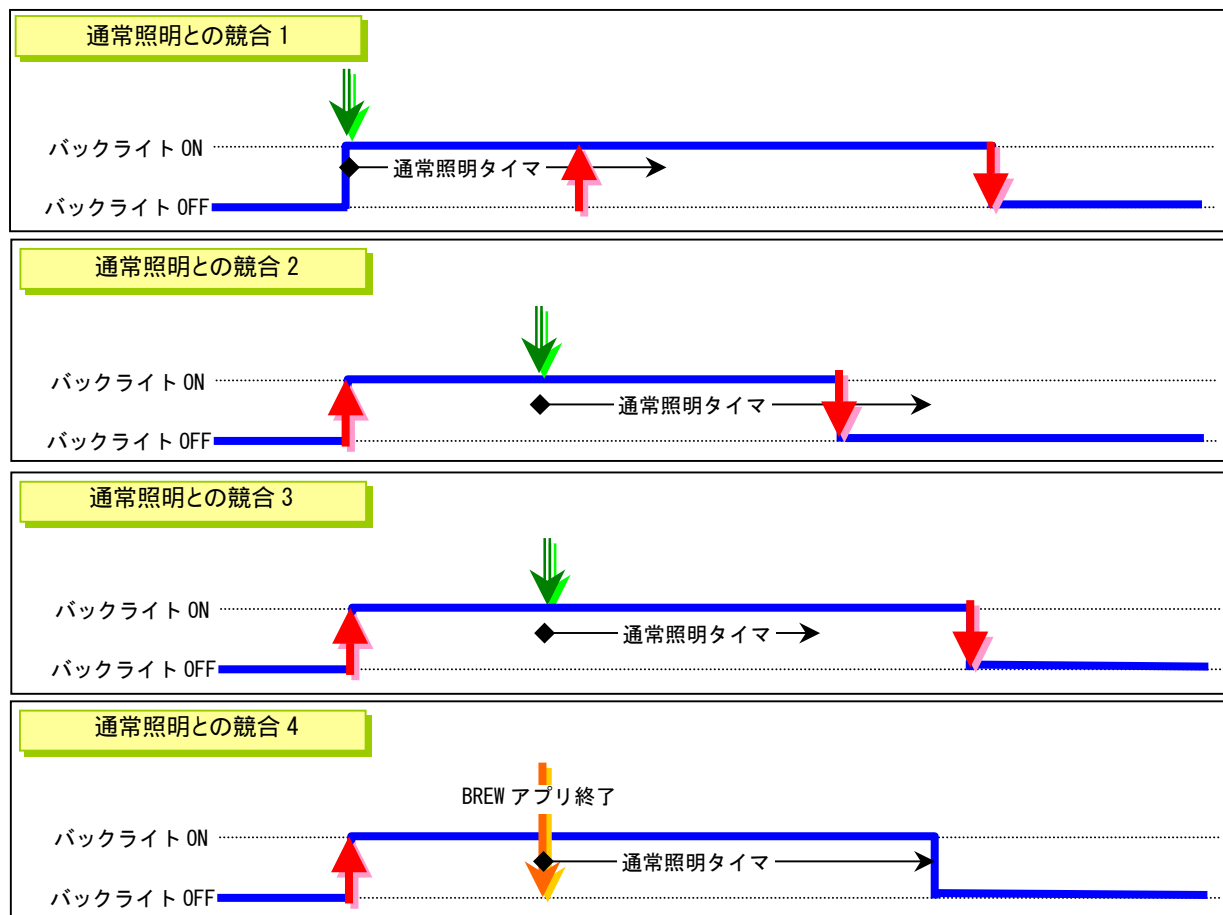 通常照明との競合 1
バックライト ON
通常照明タイマ
バックライト OFF
通常照明との競合 2
バックライト ON
通常照明タイマ
バックライト OFF
通常照明との競合 3
バックライト ON
通常照明タイマ
バックライト OFF
通常照明との競合 4
BREW アプリ終了
バックライト ON
通常照明タイマ
バックライト OFF